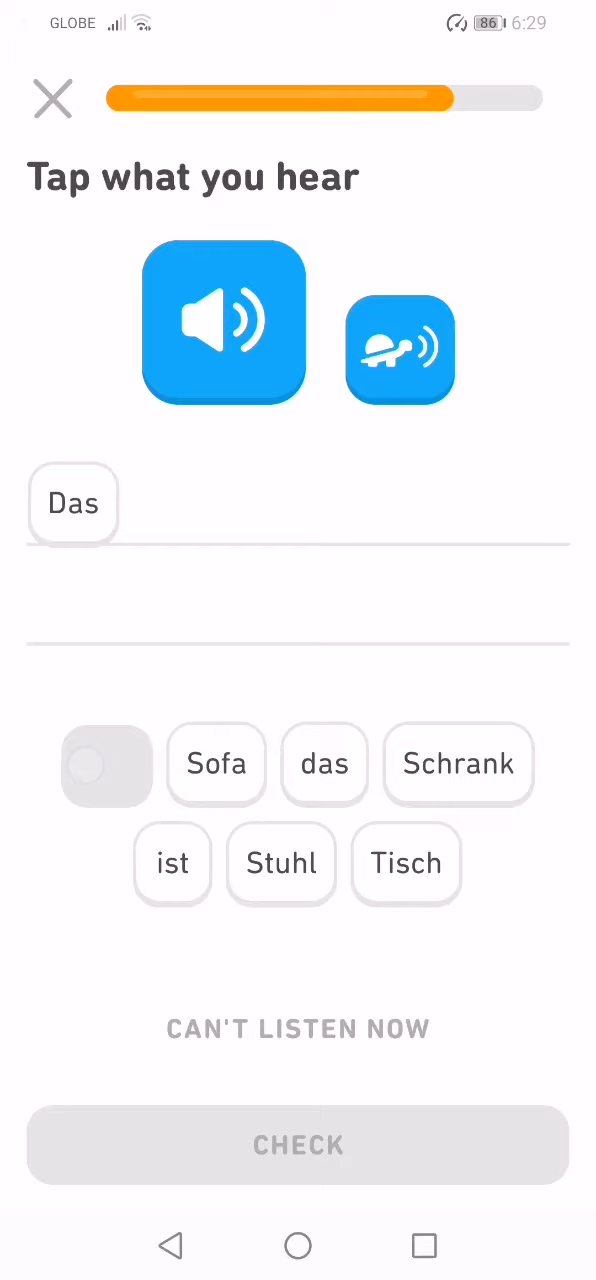 GLOBE 86 6:29
Tap what you hear
Das
Sofa das Schrank
ist Stuhl Tisch
CAN'T LISTEN NOW
CHECK